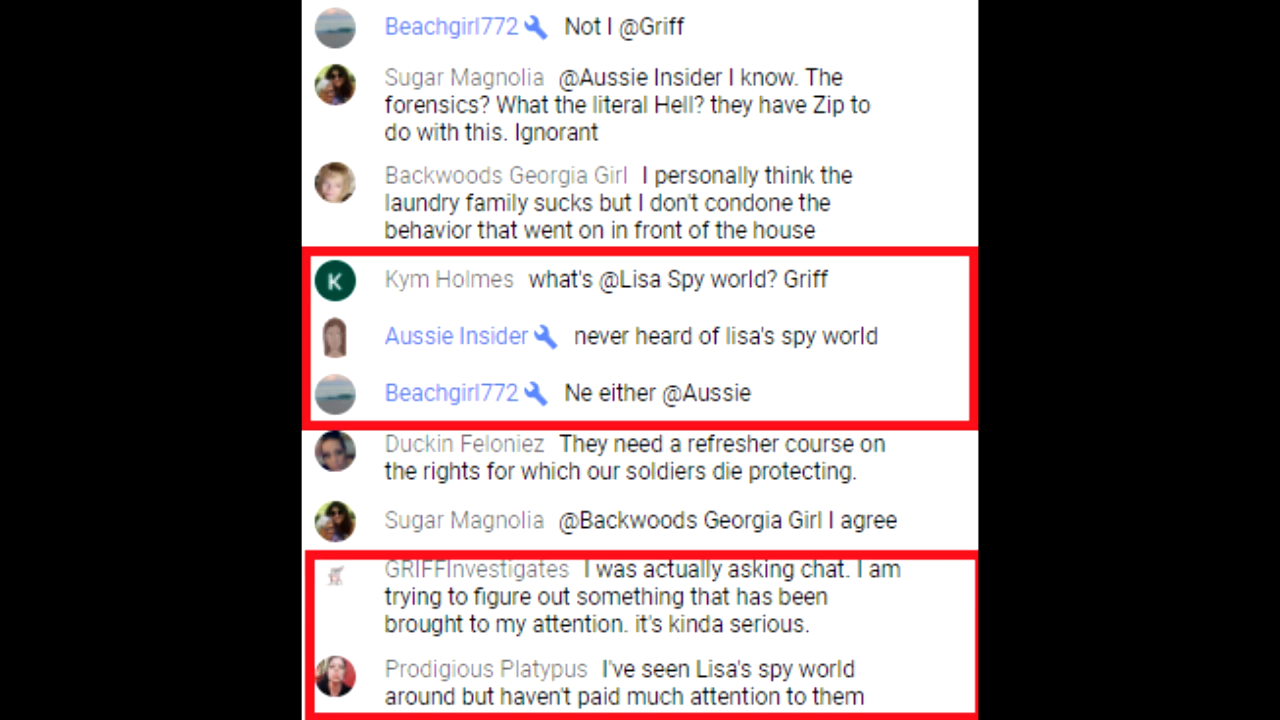 Beachgirl772 Not I @Griff
Sugar Magnolia @Aussie Insider I know. The
forensics? What the literal Hell? they have Zip to
do with this. Ignorant
Backwoods Georgia Girl I personally think the
laundry family sucks but I don't condone the
behavior that went on in front of the house
K Kym Holmes what's @Lisa Spy world? Griff
Aussie Insider never heard of lisa's spy world
Beachgirl772 Ne either @Aussie
Duckin Feloniez They need a refresher course on
the rights for which our soldiers die protecting.
Sugar Magnolia @Backwoods Georgia Girl I agree
GRIFFInvestigates I was actually asking chat. I am
trying to figure out something that has been
brought to my attention. it's kinda serious.
Prodigious Platypus I've seen Lisa's spy world
around but haven't paid much attention to them